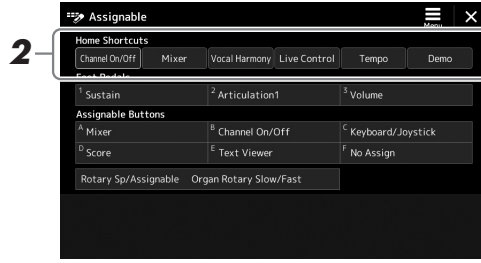 Assignable
Menu
2
Home Shortcuts
Channel On/Off Mixer Vocal Harmony Live Control Tempo Demo
Foot Pedals
1 Sustain 2 Articulation1 3 Volume
Assignable Buttons
A Mixer B Channel On/Off C Keyboard/Joystick
D Score E Text Viewer F No Assign
Rotary Sp/Assignable Organ Rotary Slow/Fast